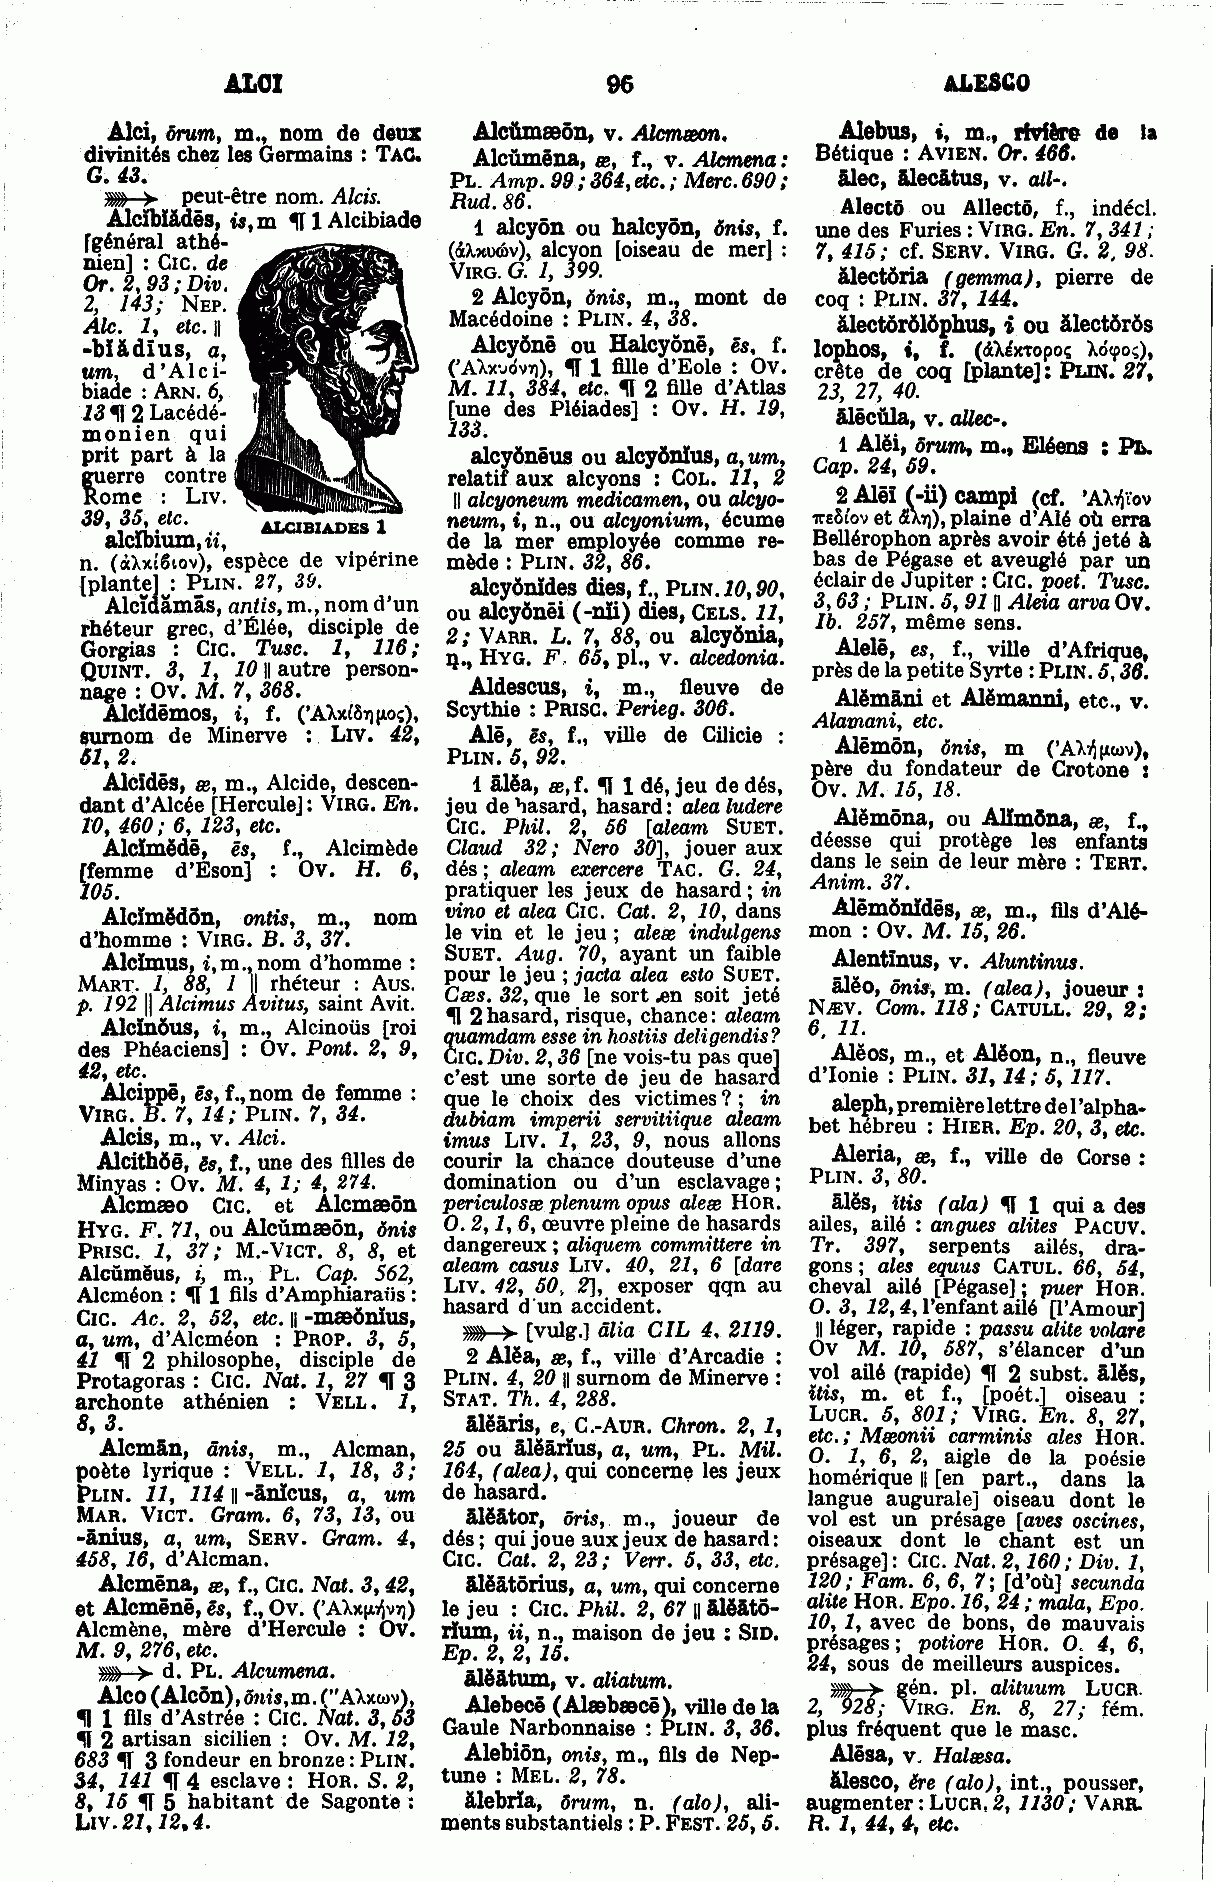 ALCI
96
ALESCO
Alci, ōrum, m., nom de deux
divinités chez les Germains : TAC.
G. 43.
peut-être nom. Alcis.
Alcĭbĭădēs, is, m ¶ 1 Alcibiade
[général athé-
nien] : CIC. de
Or. 2, 93 ; Div.
2, 143; NEP.
Alc. 1, etc. ||
-bĭădīus, a,
um, d'Alci-
biade : ARN. 6,
13 ¶ 2 Lacédé-
monien qui
prit part à la
guerre contre
Rome : LIV.
39, 35, etc.
ALCIBIADES 1
alcĭbium, ii,
n. (ἀλκίϐιον), espèce de vipérine
[plante] : PLIN. 27, 39.
Alcĭdămās, antis, m., nom d'un
rhéteur grec, d'Élée, disciple de
Gorgias : CIC. Tusc. 1, 116 ;
QUINT. 3, 1, 10 || autre person-
nage : OV. M. 7, 368.
Alcĭdēmos, i, f. (Ἀλκίδημος),
surnom de Minerve : LIV. 42,
51, 2.
Alcīdēs, æ, m., Alcide, descen-
dant d'Alcée [Hercule] : VIRG. En.
10, 460 ; 6, 123, etc.
Alcĭmĕdē, ēs, f., Alcimède
[femme d'Eson] : OV. H. 6,
105.
Alcĭmĕdōn, ontis, m., nom
d'homme : VIRG. B. 3, 37.
Alcĭmus, i, m., nom d'homme :
MART. 1, 88, 1 || rhéteur : AUS.
p. 192 || Alcimus Avitus, saint Avit.
Alcĭnŏus, i, m., Alcinoüs [roi
des Phéaciens] : OV. Pont. 2, 9,
42, etc.
Alcippē, ēs, f., nom de femme :
VIRG. B. 7, 14 ; PLIN. 7, 34.
Alcis, m., v. Alci.
Alcithŏē, ēs, f., une des filles de
Minyas : OV. M. 4, 1; 4, 274.
Alcmæo CIC. et Alcmæōn
HYG. F. 71, ou Alcŭmæōn, ŏnis
PRISC. 1, 37 ; M.-VICT. 8, 8, et
Alcŭmĕus, i, m., PL. Cap. 562,
Alcméon : ¶ 1 fils d'Amphiaraüs :
CIC. Ac. 2, 52, etc. || -mæŏnĭus,
a, um, d'Alcméon : PROP. 3, 5,
41 ¶ 2 philosophe, disciple de
Protagoras : CIC. Nat. 1, 27 ¶ 3
archonte athénien : VELL. 1,
8, 3.
Alcmān, ānis, m., Alcman,
poète lyrique : VELL. 1, 18, 3 ;
PLIN. 11, 114 || -ānĭcus, a, um
MAR. VICT. Gram. 6, 73, 13, ou
-ānius, a, um, SERV. Gram. 4,
458, 16, d'Alcman.
Alcmēna, æ, f., CIC. Nat. 3, 42,
et Alcmēnē, ēs, f., OV. (Ἀλκμήνη)
Alcmène, mère d'Hercule : OV.
M. 9, 276, etc.
d. PL. Alcumena.
Alco (Alcōn), ŏnis, m. (Ἄλκων),
¶ 1 fils d'Astrée : CIC. Nat. 3, 53
¶ 2 artisan sicilien : OV. M. 12,
683 ¶ 3 fondeur en bronze : PLIN.
34, 141 ¶ 4 esclave : HOR. S. 2,
8, 15 ¶ 5 habitant de Sagonte :
LIV. 21, 12, 4.
Alcŭmæōn, v. Alcmæon.
Alcŭmēna, æ, f., v. Alcmena :
PL. Amp. 99 ; 364, etc. ; Merc. 690 ;
Rud. 86.
1 alcyōn ou halcyōn, ŏnis, f.
(ἀλκυών), alcyon [oiseau de mer] :
VIRG. G. 1, 399.
2 Alcyōn, ŏnis, m., mont de
Macédoine : PLIN. 4, 38.
Alcyŏnē ou Halcyŏnē, ēs, f.
(Ἀλκυόνη), ¶ 1 fille d'Eole : OV.
M. 11, 384, etc. ¶ 2 fille d'Atlas
[une des Pléiades] : OV. H. 19,
133.
alcyŏnēus ou alcyŏnĭus, a, um,
relatif aux alcyons : COL. 11, 2
|| alcyoneum medicamen, ou alcyo-
neum, i, n., ou alcyonium, écume
de la mer employée comme re-
mède : PLIN. 32, 86.
alcyŏnĭdes dies, f., PLIN. 10, 90,
ou alcyŏnēi (-nĭi) dies, CELS. 11,
2 ; VARR. L. 7, 88, ou alcyŏnia,
n., HYG. F. 65, pl., v. alcedonia.
Aldescus, i, m., fleuve de
Scythie : PRISC. Perieg. 306.
Alē, ēs, f., ville de Cilicie :
PLIN. 5, 92.
1 ālĕa, æ, f. ¶ 1 dé, jeu de dés,
jeu de hasard, hasard : alea ludere
CIC. Phil. 2, 56 [aleam SUET.
Claud 32 ; Nero 30], jouer aux
dés ; aleam exercere TAC. G. 24,
pratiquer les jeux de hasard ; in
vino et alea CIC. Cat. 2, 10, dans
le vin et le jeu ; aleæ indulgens
SUET. Aug. 70, ayant un faible
pour le jeu ; jacta alea esto SUET.
Cæs. 32, que le sort en soit jeté
¶ 2 hasard, risque, chance : aleam
quamdam esse in hostiis deligendis?
CIC. Div. 2, 36 [ne vois-tu pas que]
c'est une sorte de jeu de hasard
que le choix des victimes? ; in
dubiam imperii servitiique aleam
imus LIV. 1, 23, 9, nous allons
courir la chance douteuse d'une
domination ou d'un esclavage ;
periculosæ plenum opus aleæ HOR.
O. 2, 1, 6, œuvre pleine de hasards
dangereux ; aliquem committere in
aleam casus LIV. 40, 21, 6 [dare
LIV. 42, 50, 2], exposer qqn au
hasard d'un accident.
[vulg.] ālia CIL 4, 2119.
2 Alĕa, æ, f., ville d'Arcadie :
PLIN. 4, 20 || surnom de Minerve :
STAT. Th. 4, 288.
ālĕāris, e, C.-AUR. Chron. 2, 1,
25 ou ālĕārĭus, a, um, PL. Mil.
164, (alea), qui concerne les jeux
de hasard.
ālĕātor, ōris, m., joueur de
dés ; qui joue aux jeux de hasard :
CIC. Cat. 2, 23 ; Verr. 5, 33, etc.
ālĕātōrius, a, um, qui concerne
le jeu : CIC. Phil. 2, 67 || ālĕātō-
rĭum, ii, n., maison de jeu : SID.
Ep. 2, 2, 15.
ālĕātum, v. aliatum.
Alebecē (Alæbæcē), ville de la
Gaule Narbonnaise : PLIN. 3, 36.
Alebiōn, onis, m., fils de Nep-
tune : MEL. 2, 78.
ălebrĭa, ōrum, n. (alo), ali-
ments substantiels : P. FEST. 25, 5.
Alebus, i, m., rivière de la
Bétique : AVIEN. Or. 466.
ălec, ălecātus, v. all-.
Alectō ou Allectō, f., indécl.
une des Furies : VIRG. En. 7, 341 ;
7, 415 ; cf. SERV. VIRG. G. 2, 98.
ălectŏria (gemma), pierre de
coq : PLIN. 37, 144.
ălectŏrŏlŏphus, i ou ălectŏrŏs
lophos, i, f. (ἀλέκτορος λόφος),
crête de coq [plante] : PLIN. 27,
23, 27, 40.
ālēcŭla, v. allec-.
1 Alĕi, ōrum, m., Eléens : PL.
Cap. 24, 59.
2 Alēī (-ii) campi (cf. Ἀλήϊον
πεδίον et ἄλη), plaine d'Alé où erra
Bellérophon après avoir été jeté à
bas de Pégase et aveuglé par un
éclair de Jupiter : CIC. poet. Tusc.
3, 63 ; PLIN. 5, 91 || Aleia arva OV.
Ib. 257, même sens.
Alelē, es, f., ville d'Afrique,
près de la petite Syrte : PLIN. 5, 36.
Alĕmāni et Alĕmanni, etc., v.
Alamani, etc.
Alēmōn, ŏnis, m (Ἀλήμων),
père du fondateur de Crotone :
OV. M. 15, 18.
Alĕmōna, ou Alĭmōna, æ, f.,
déesse qui protège les enfants
dans le sein de leur mère : TERT.
Anim. 37.
Alēmŏnĭdēs, æ, m., fils d'Alé-
mon : OV. M. 15, 26.
Alentīnus, v. Aluntinus.
ālĕo, ōnis, m. (alea), joueur :
NÆV. Com. 118 ; CATULL. 29, 2 ;
6, 11.
Alĕos, m., et Alĕon, n., fleuve
d'Ionie : PLIN. 31, 14 ; 5, 117.
aleph, première lettre de l'alpha-
bet hébreu : HIER. Ep. 20, 3, etc.
Aleria, æ, f., ville de Corse :
PLIN. 3, 80.
ālĕs, ĭtis (ala) ¶ 1 qui a des
ailes, ailé : angues alites PACUV.
Tr. 397, serpents ailés, dra-
gons ; ales equus CATUL. 66, 54,
cheval ailé [Pégase] ; puer HOR.
O. 3, 12, 4, l'enfant ailé [l'Amour]
|| léger, rapide : passu alite volare
OV M. 10, 587, s'élancer d'un
vol ailé (rapide) ¶ 2 subst. ālĕs,
ĭtis, m. et f., [poét.] oiseau :
LUCR. 5, 801 ; VIRG. En. 8, 27,
etc. ; Mæonii carminis ales HOR.
O. 1, 6, 2, aigle de la poésie
homérique || [en part., dans la
langue augurale] oiseau dont le
vol est un présage [aves oscines,
oiseaux dont le chant est un
présage] : CIC. Nat. 2, 160 ; Div. 1,
120 ; Fam. 6, 6, 7 ; [d'où] secunda
alite HOR. Epo. 16, 24 ; mala, Epo.
10, 1, avec de bons, de mauvais
présages ; potiore HOR. O. 4, 6,
24, sous de meilleurs auspices.
gén. pl. alituum LUCR.
2, 928 ; VIRG. En. 8, 27 ; fém.
plus fréquent que le masc.
Alēsa, v. Halæsa.
ălesco, ĕre (alo), int., pousser,
augmenter : LUCR. 2, 1130 ; VARR.
R. 1, 44, 4, etc.